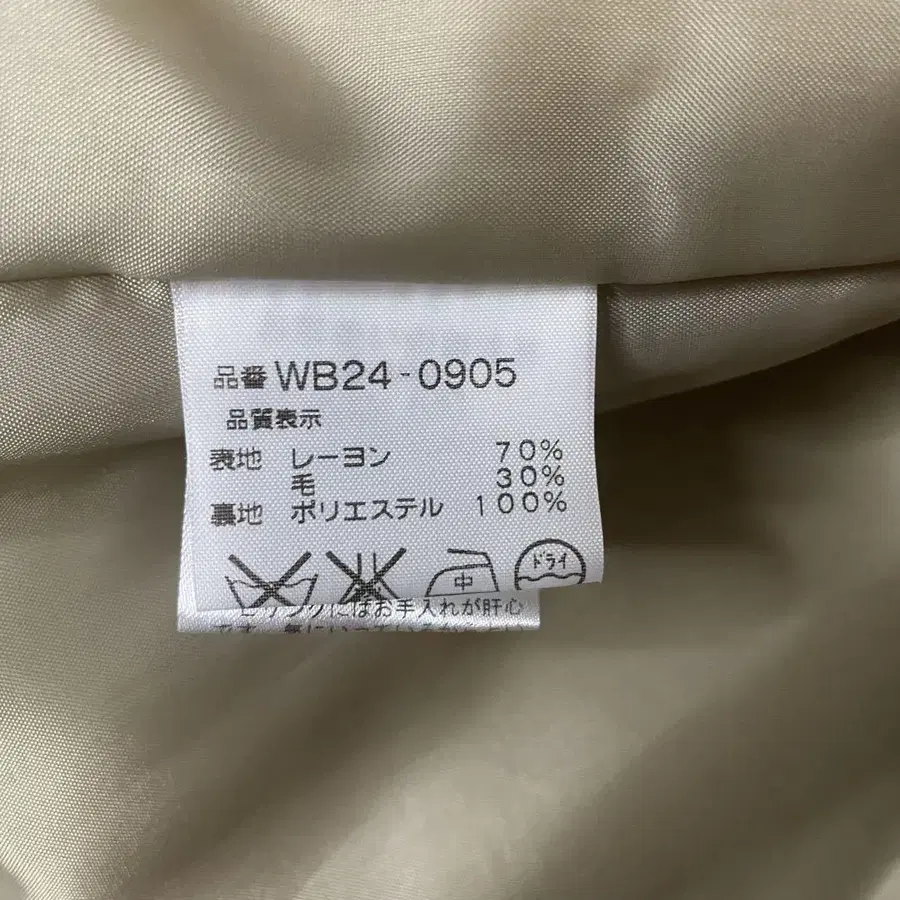 品番 WB24-0905
品質表示
表地 レーヨン 70%
毛 30%
裏地 ポリエステル 100%
中 ドライ
にはお手入れが肝心